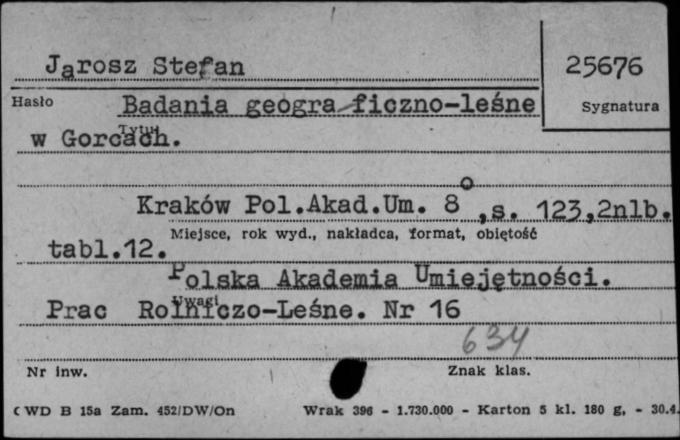 Jarosz Stefan
25676
Hasło
Badania geogra ficzno-leśne
Sygnatura
Tytuł
w Gorcach.
Kraków Pol.Akad.Um. 8°,s. 123,2nlb.
Miejsce, rok wyd., nakładca, format, objętość
tabl.12.
Polska Akademia Umiejętności.
Uwagi
Prac Rolniczo-Leśne. Nr 16
634
Nr inw.
Znak klas.
CWD B 15a Zam. 452/DW/On Wrak 396 - 1.730.000 - Karton 5 kl. 180 g, - 30.4.